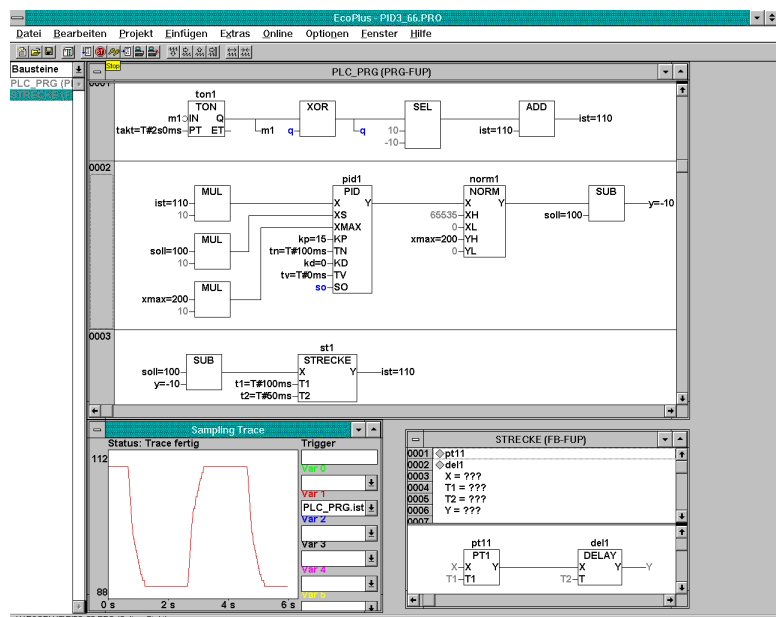 EcoPlus - PID3_66.PRO
Datei Bearbeiten Projekt Einfügen Extras Online Optionen Fenster Hilfe
Bausteine
Stop
PLC_PRG (PRG-FUP)
PLC_PRG (P
STRECKE (F
0001
ton1
TON
XOR
SEL
ADD
m1 IN Q
m1
q
q
10
-10
ist=110
ist=110
takt=T#2s0ms PT ET
0002
pid1
norm1
MUL
PID
NORM
SUB
ist=110
10
X Y
X Y
y=-10
XS
65535 XH
soll=100
MUL
XMAX
0 XL
kp=15 KP
xmax=200 YH
soll=100
10
tn=T#100ms TN
0 YL
kd=0 KD
MUL
tv=T#0ms TV
so SO
xmax=200
10
0003
st1
SUB
STRECKE
soll=100
y=-10
X Y
ist=110
t1=T#100ms T1
t2=T#50ms T2
Sampling Trace
Status: Trace fertig
Trigger
112
Var 0
Var 1
PLC_PRG.ist
Var 2
Var 3
Var 4
Var 5
88
0 s 2 s 4 s 6 s
STRECKE (FB-FUP)
0001 pt11
0002 del1
0003 X = ???
0004 T1 = ???
0005 T2 = ???
0006 Y = ???
0007
pt11
del1
PT1
DELAY
X X Y
X Y Y
T1 T1
T2 T